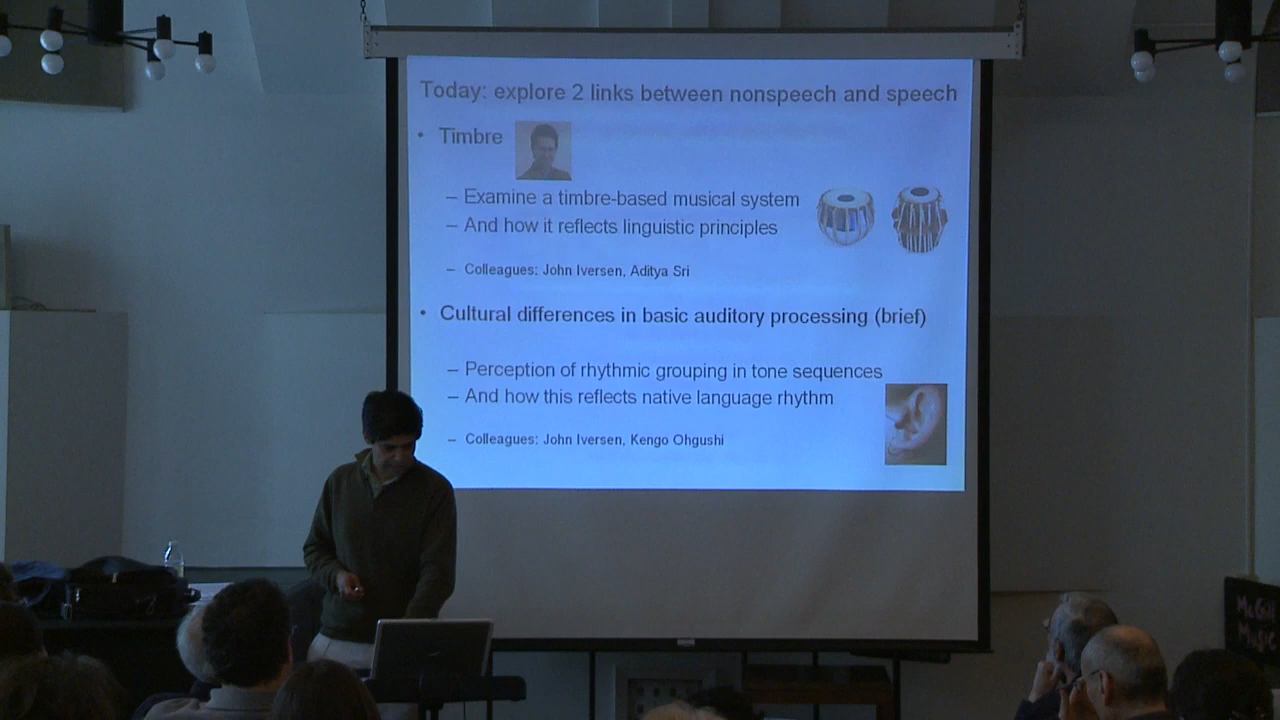 Today: explore 2 links between nonspeech and speech
• Timbre
– Examine a timbre-based musical system
– And how it reflects linguistic principles
– Colleagues: John Iversen, Aditya Sri
• Cultural differences in basic auditory processing (brief)
– Perception of rhythmic grouping in tone sequences
– And how this reflects native language rhythm
– Colleagues: John Iversen, Kengo Ohgushi
McGill
Music